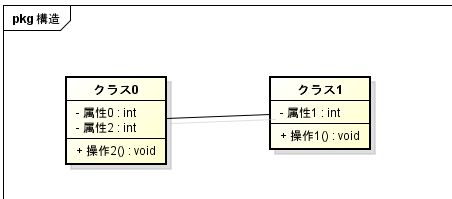 pkg 構造
クラス0
- 属性0 : int
- 属性2 : int
+ 操作2() : void
クラス1
- 属性1 : int
+ 操作1() : void